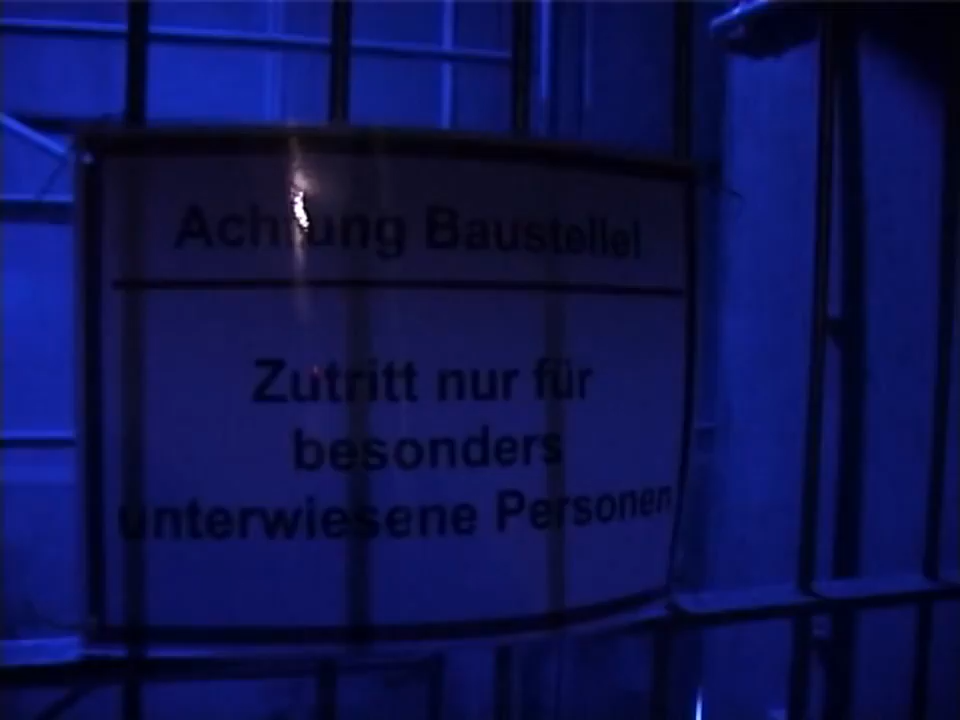 Achtung Baustelle!
Zutritt nur für
besonders
unterwiesene Personen